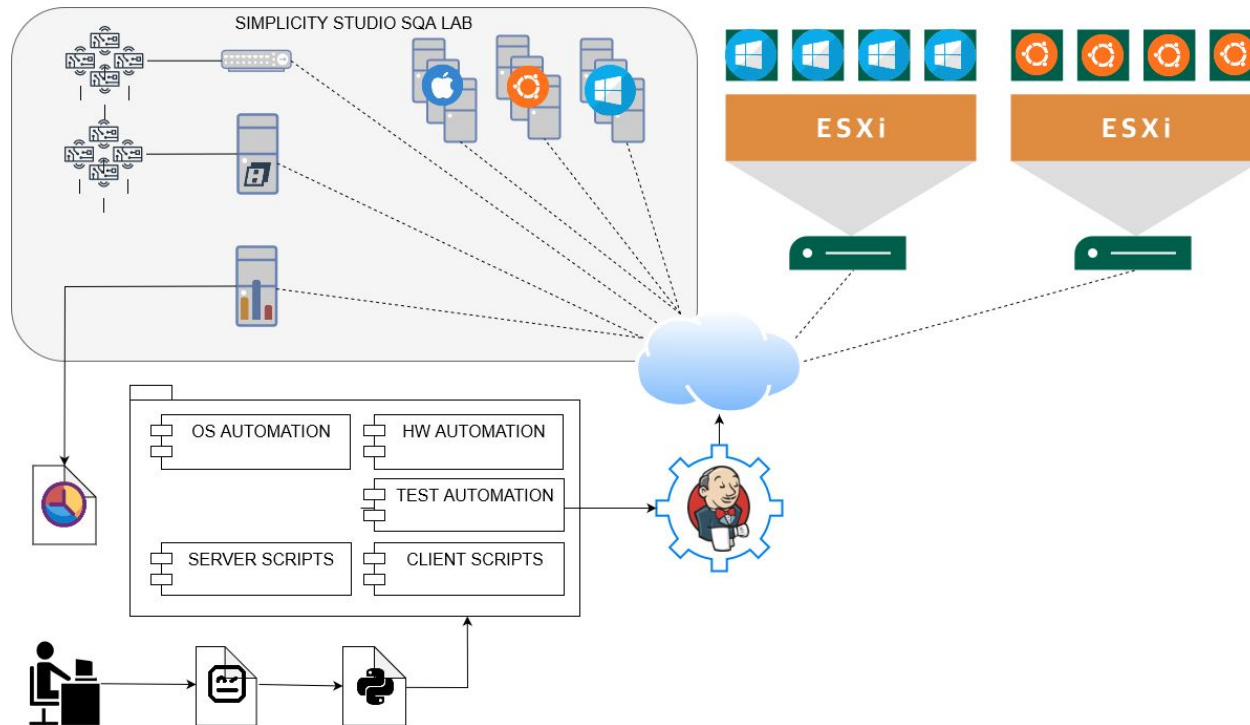 SIMPLICITY STUDIO SQA LAB
ESXi
ESXi
OS AUTOMATION
HW AUTOMATION
TEST AUTOMATION
SERVER SCRIPTS
CLIENT SCRIPTS